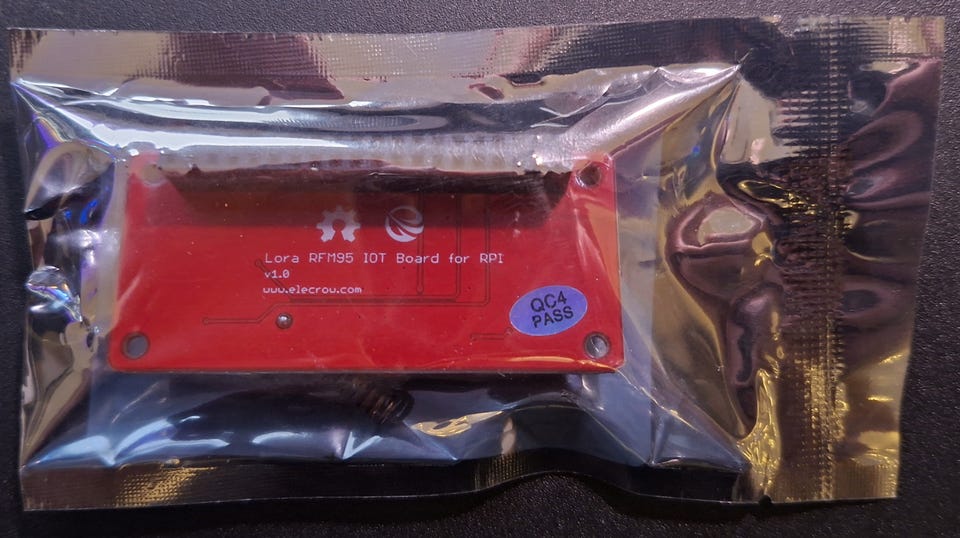 Lora RFM95 IOT Board for RPI
v1.0
www.elecrow.com
QC4
PASS